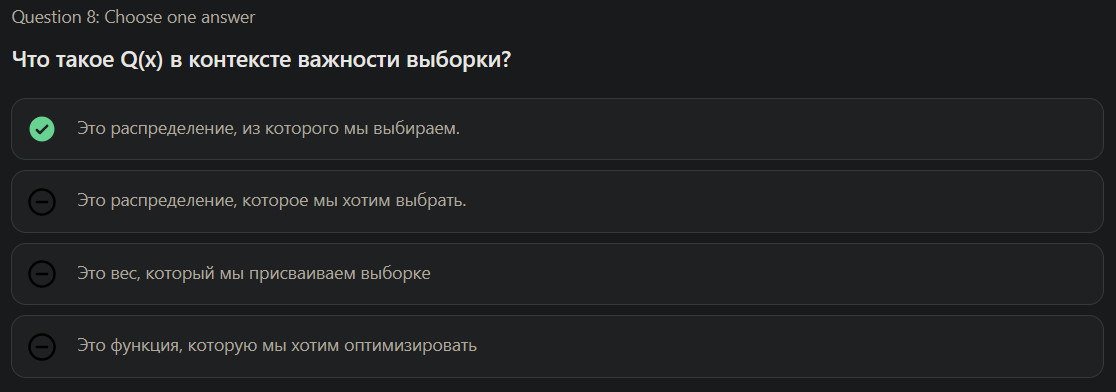 Question 8: Choose one answer
Что такое Q(x) в контексте важности выборки?
Это распределение, из которого мы выбираем.
Это распределение, которое мы хотим выбрать.
Это вес, который мы присваиваем выборке
Это функция, которую мы хотим оптимизировать